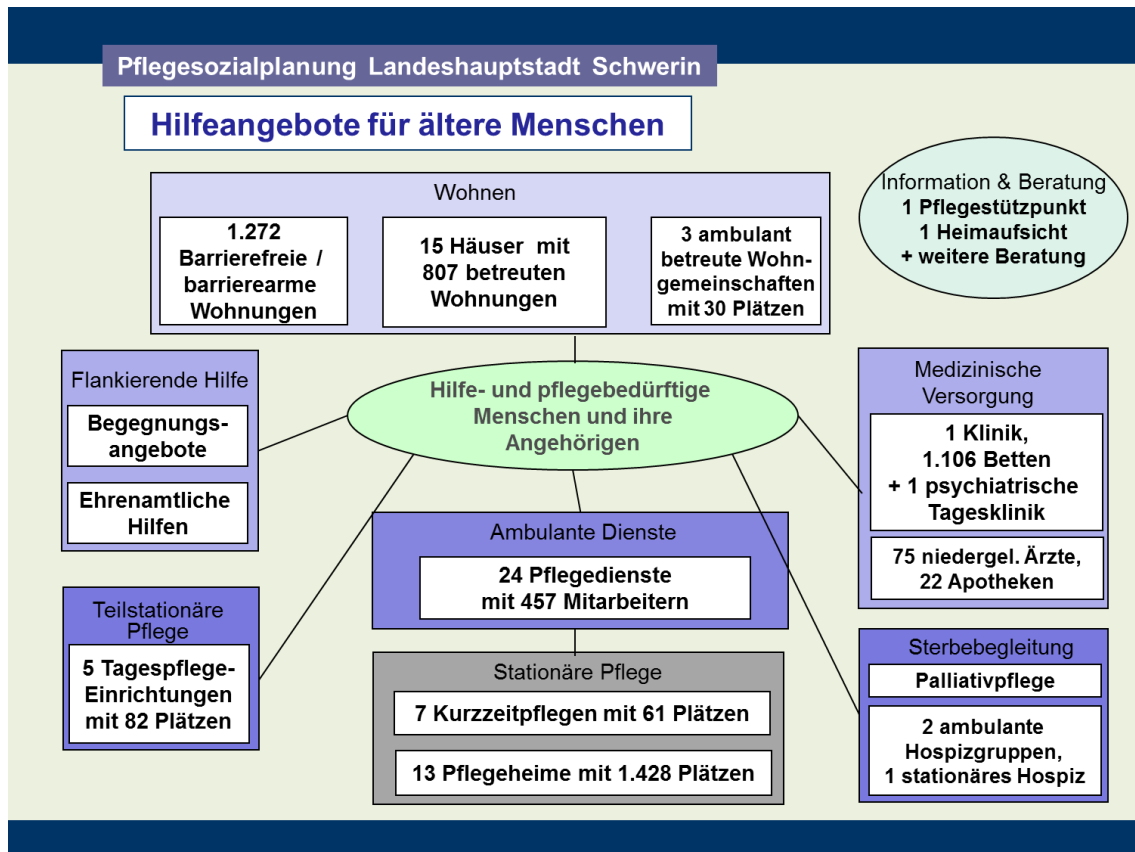 Pflegesozialplanung Landeshauptstadt Schwerin
Hilfeangebote für ältere Menschen
Information & Beratung
1 Pflegestützpunkt
1 Heimaufsicht
+ weitere Beratung
Wohnen
1.272
Barrierefreie /
barrierearme
Wohnungen
15 Häuser mit
807 betreuten
Wohnungen
3 ambulant
betreute Wohn-
gemeinschaften
mit 30 Plätzen
Flankierende Hilfe
Begegnungs-
angebote
Ehrenamtliche
Hilfen
Hilfe- und pflegebedürftige
Menschen und ihre
Angehörigen
Medizinische
Versorgung
1 Klinik,
1.106 Betten
+ 1 psychiatrische
Tagesklinik
75 niedergel. Ärzte,
22 Apotheken
Ambulante Dienste
24 Pflegedienste
mit 457 Mitarbeitern
Teilstationäre
Pflege
5 Tagespflege-
Einrichtungen
mit 82 Plätzen
Stationäre Pflege
7 Kurzzeitpflegen mit 61 Plätzen
13 Pflegeheime mit 1.428 Plätzen
Sterbebegleitung
Palliativpflege
2 ambulante
Hospizgruppen,
1 stationäres Hospiz